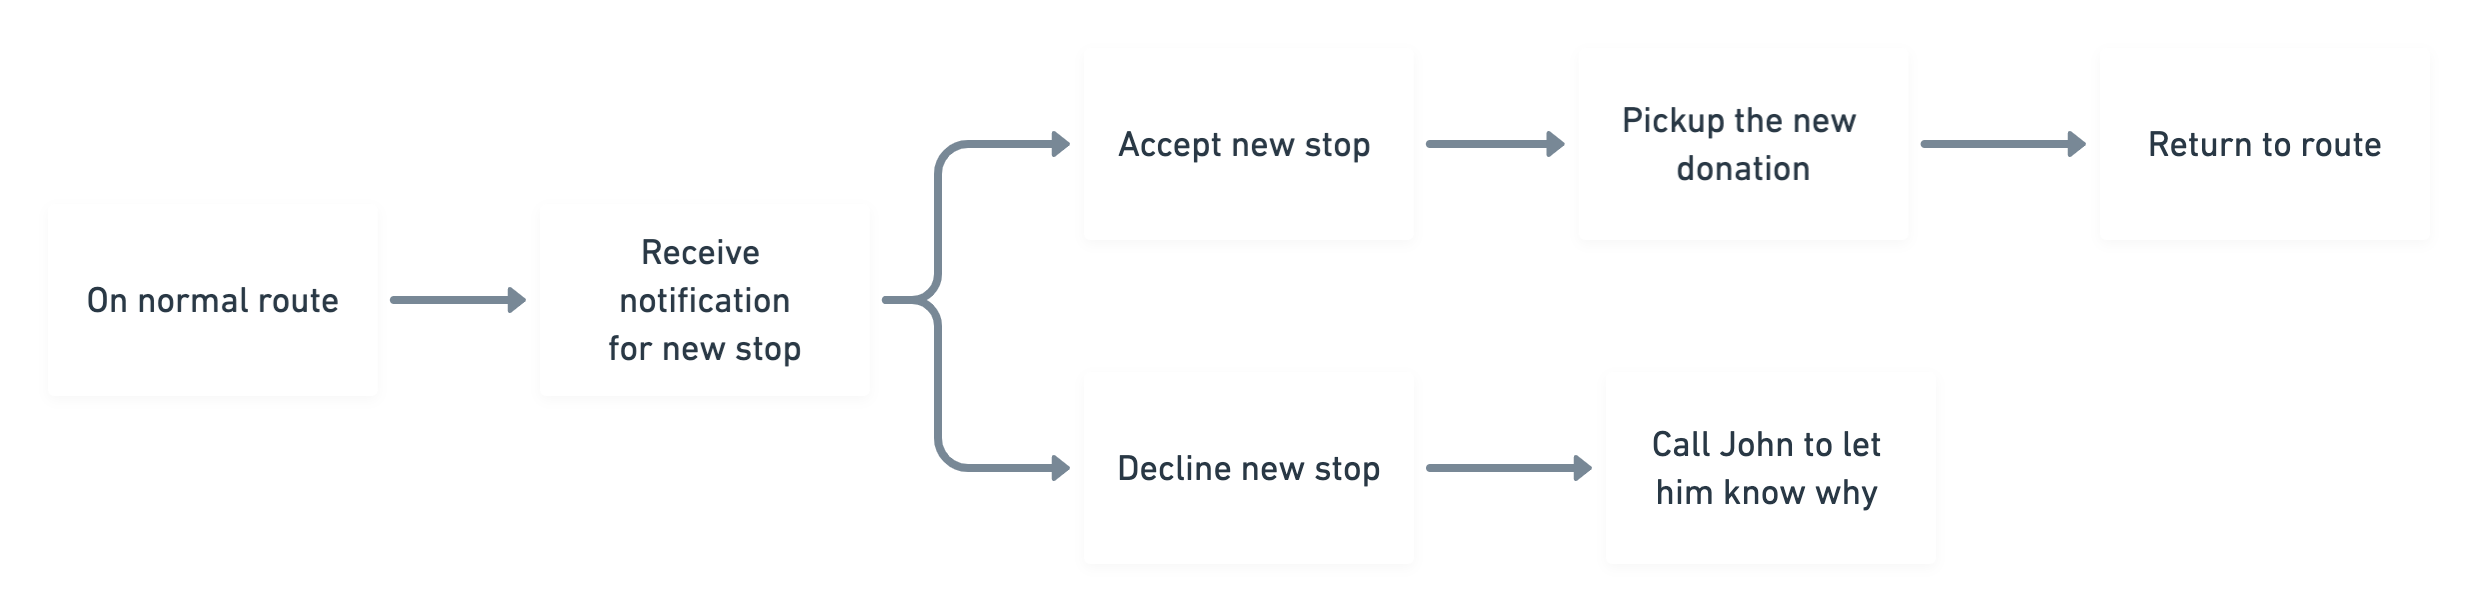 On normal route
Receive
notification
for new stop
Accept new stop
Pickup the new
donation
Return to route
Decline new stop
Call John to let
him know why